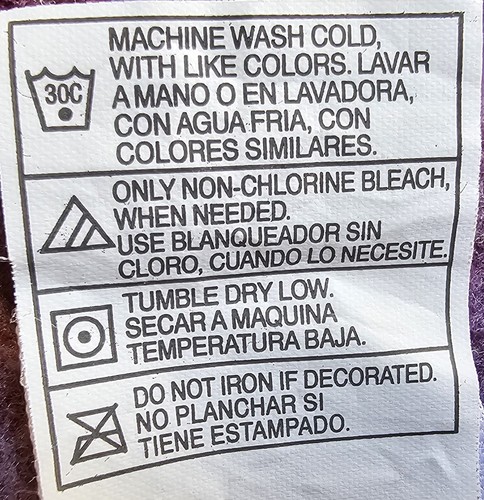 MACHINE WASH COLD,
WITH LIKE COLORS. LAVAR
30C
A MANO O EN LAVADORA,
CON AGUA FRIA, CON
COLORES SIMILARES.
ONLY NON-CHLORINE BLEACH,
WHEN NEEDED.
USE BLANQUEADOR SIN
CLORO, CUANDO LO NECESITE.
TUMBLE DRY LOW.
SECAR A MAQUINA
TEMPERATURA BAJA.
DO NOT IRON IF DECORATED.
NO PLANCHAR SI
TIENE ESTAMPADO.